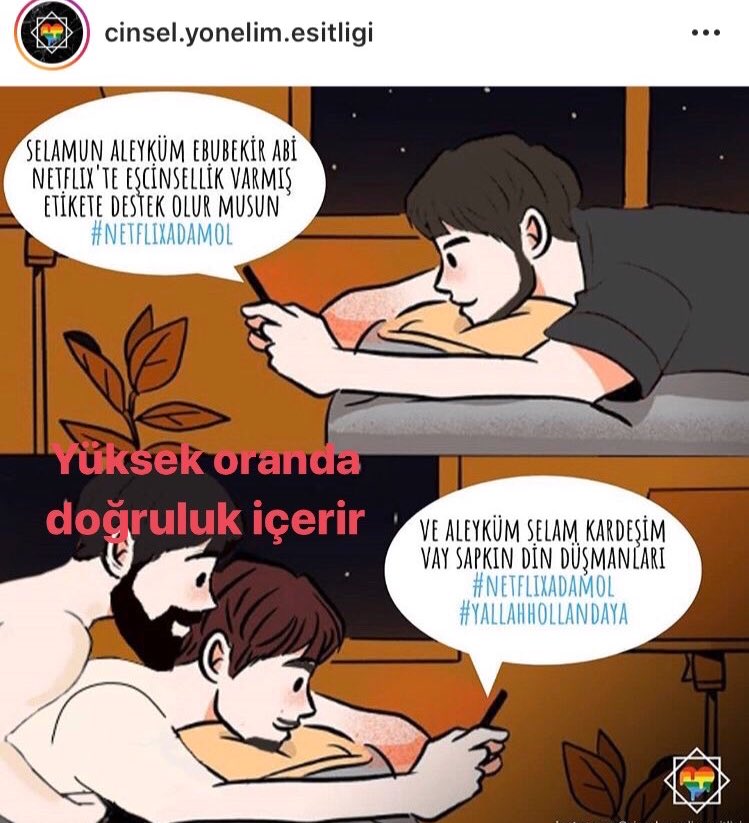 cinsel.yonelim.esitligi
SELAMUN ALEYKÜM EBUBEKİR ABİ
NETFLIX'TE EŞCİNSELLİK VARMIŞ
ETİKETE DESTEK OLUR MUSUN
#NETFLIXADAMOL
Yüksek oranda
doğruluk içerir
VE ALEYKÜM SELAM KARDEŞİM
VAY SAPKIN DİN DÜŞMANLARI
#NETFLIXADAMOL
#YALLAHHOLLANDAYA